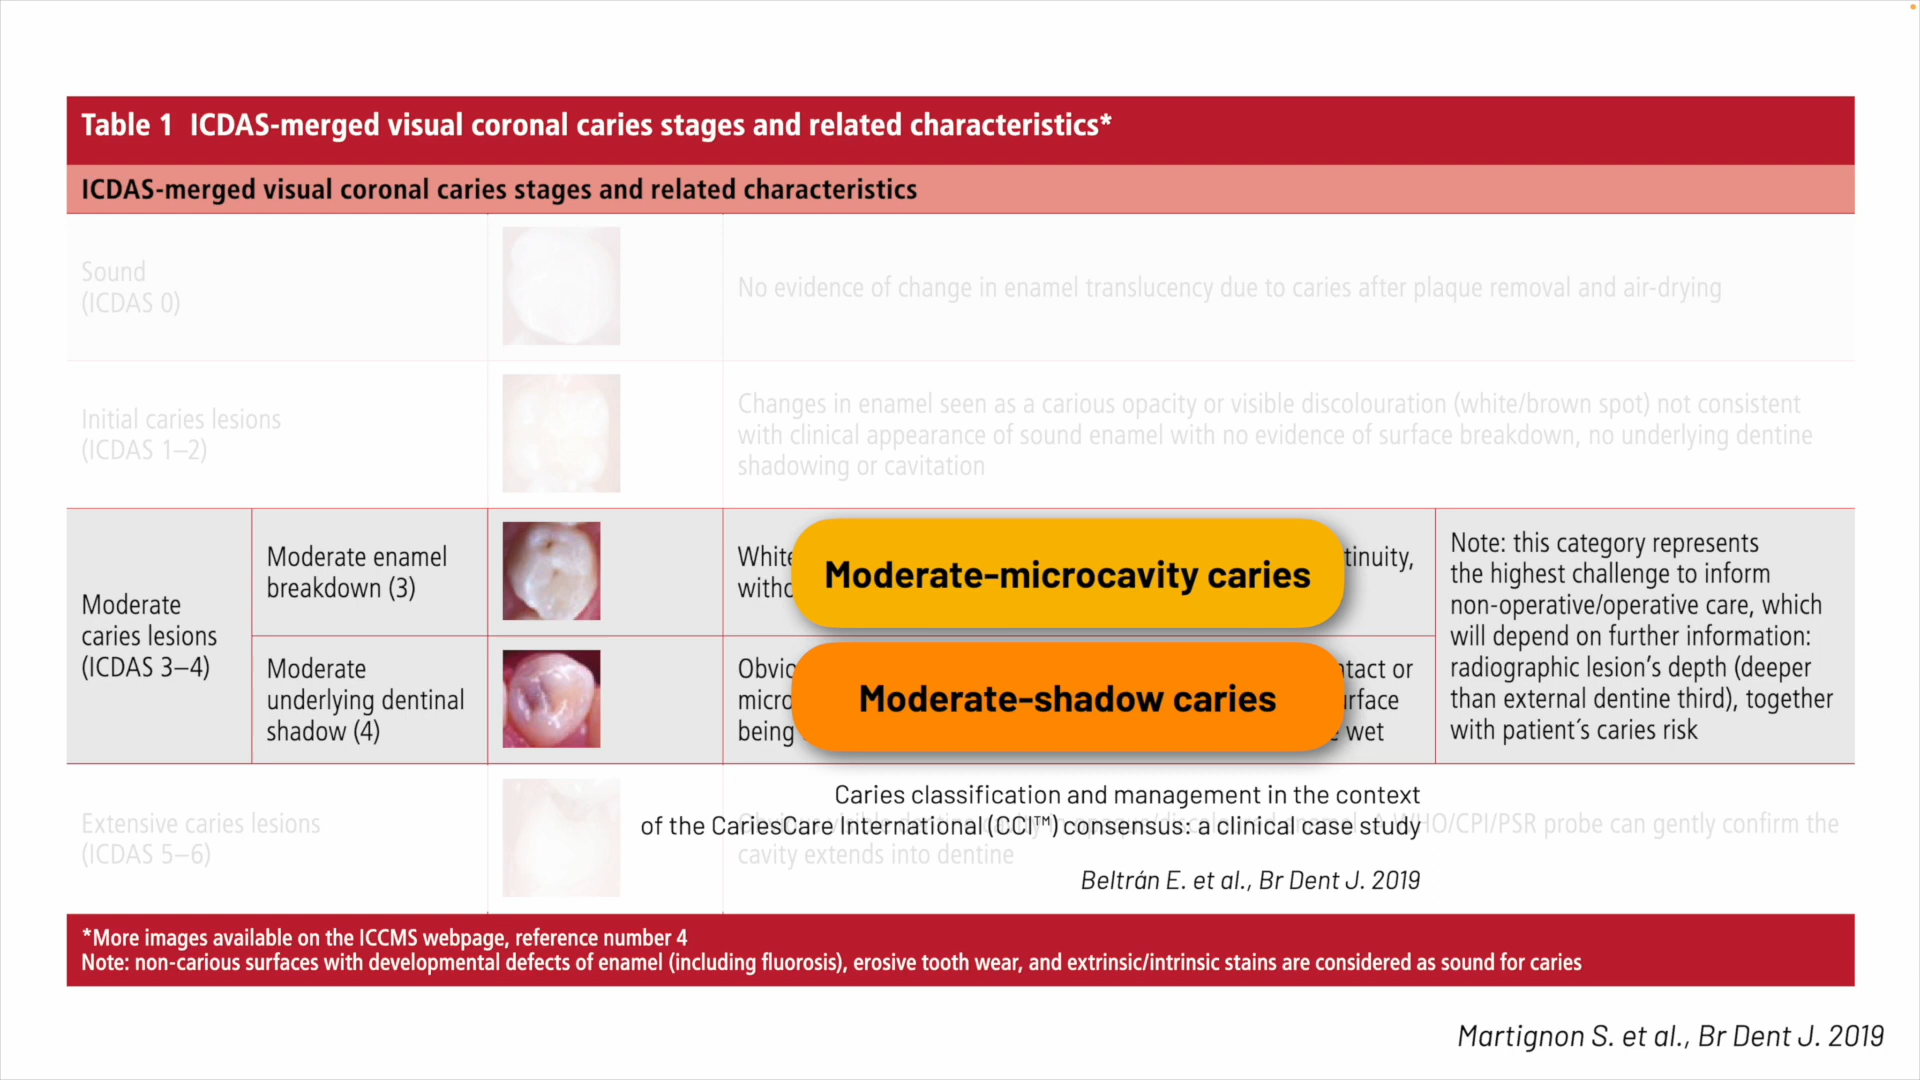 Table 1 ICDAS-merged visual coronal caries stages and related characteristics*
ICDAS-merged visual coronal caries stages and related characteristics
Sound
(ICDAS 0)
No evidence of change in enamel translucency due to caries after plaque removal and air-drying
Initial caries lesions
(ICDAS 1–2)
Changes in enamel seen as a carious opacity or visible discolouration (white/brown spot) not consistent
with clinical appearance of sound enamel with no evidence of surface breakdown, no underlying dentine
shadowing or cavitation
Moderate
caries lesions
(ICDAS 3–4)
Moderate enamel
breakdown (3)
Moderate-microcavity caries
Moderate
underlying dentinal
shadow (4)
being
wet
Moderate-shadow caries
Note: this category represents
the highest challenge to inform
non-operative/operative care, which
will depend on further information:
radiographic lesion's depth (deeper
than external dentine third), together
with patient´s caries risk
Extensive caries lesions
(ICDAS 5–6)
WHO/CPI/PSR probe can gently confirm the
cavity extends into dentine
Caries classification and management in the context
of the CariesCare International (CCI™) consensus: a clinical case study
Beltrán E. et al., Br Dent J. 2019
*More images available on the ICCMS webpage, reference number 4
Note: non-carious surfaces with developmental defects of enamel (including fluorosis), erosive tooth wear, and extrinsic/intrinsic stains are considered as sound for caries
Martignon S. et al., Br Dent J. 2019